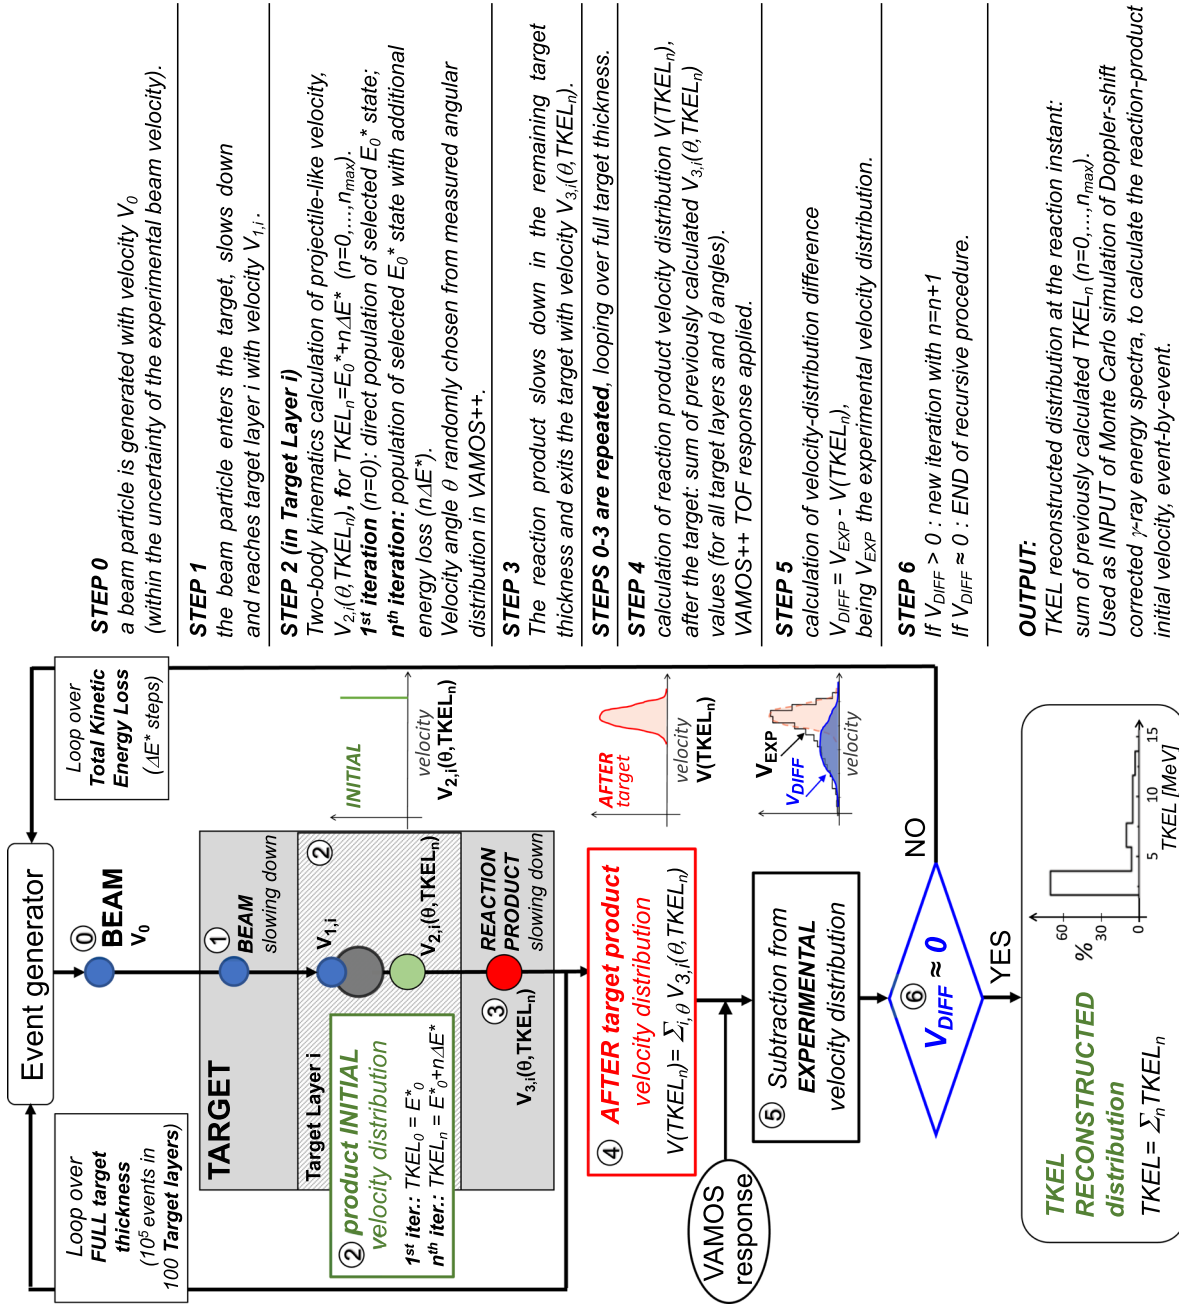 Loop over
FULL target
thickness
(10⁵ events in
100 Target layers)
Event generator
Loop over
Total Kinetic
Energy Loss
(ΔE* steps)
⓪
BEAM
V₀
TARGET
①
BEAM
slowing down
Target Layer i
V₁,ᵢ
②
② product INITIAL
velocity distribution
1ˢᵗ iter.: TKEL₀ = E*₀
nᵗʰ iter.: TKELₙ = E*₀+nΔE*
V₂,ᵢ(θ,TKELₙ)
INITIAL
velocity
V₂,ᵢ(θ,TKELₙ)
③
V₃,ᵢ(θ,TKELₙ)
REACTION
PRODUCT
slowing down
④ AFTER target product
velocity distribution
V(TKELₙ)= Σᵢ,θ V₃,ᵢ(θ,TKELₙ)
AFTER
target
velocity
V(TKELₙ)
VAMOS
response
⑤ Subtraction from
EXPERIMENTAL
velocity distribution
V_EXP
V_DIFF
velocity
⑥
V_DIFF ≈ 0
NO
YES
TKEL
RECONSTRUCTED
distribution
TKEL= Σₙ TKELₙ
%
60
30
0
5
10
15
TKEL [MeV]
STEP 0
a beam particle is generated with velocity V₀
(within the uncertainty of the experimental beam velocity).
STEP 1
the beam particle enters the target, slows down
and reaches target layer i with velocity V₁,ᵢ .
STEP 2 (in Target Layer i)
Two-body kinematics calculation of projectile-like velocity,
V₂,ᵢ(θ,TKELₙ), for TKELₙ=E₀*+nΔE* (n=0,...,nₘₐₓ).
1ˢᵗ iteration (n=0): direct population of selected E₀* state;
nᵗʰ iteration: population of selected E₀* state with additional
energy loss (nΔE*).
Velocity angle θ randomly chosen from measured angular
distribution in VAMOS++.
STEP 3
The reaction product slows down in the remaining target
thickness and exits the target with velocity V₃,ᵢ(θ,TKELₙ).
STEPS 0-3 are repeated, looping over full target thickness.
STEP 4
calculation of reaction product velocity distribution V(TKELₙ),
after the target: sum of previously calculated V₃,ᵢ(θ,TKELₙ)
values (for all target layers and θ angles).
VAMOS++ TOF response applied.
STEP 5
calculation of velocity-distribution difference
V_DIFF = V_EXP - V(TKELₙ),
being V_EXP the experimental velocity distribution.
STEP 6
If V_DIFF > 0 : new iteration with n=n+1
If V_DIFF ≈ 0 : END of recursive procedure.
OUTPUT:
TKEL reconstructed distribution at the reaction instant:
sum of previously calculated TKELₙ (n=0,...,nₘₐₓ).
Used as INPUT of Monte Carlo simulation of Doppler-shift
corrected γ-ray energy spectra, to calculate the reaction-product
initial velocity, event-by-event.